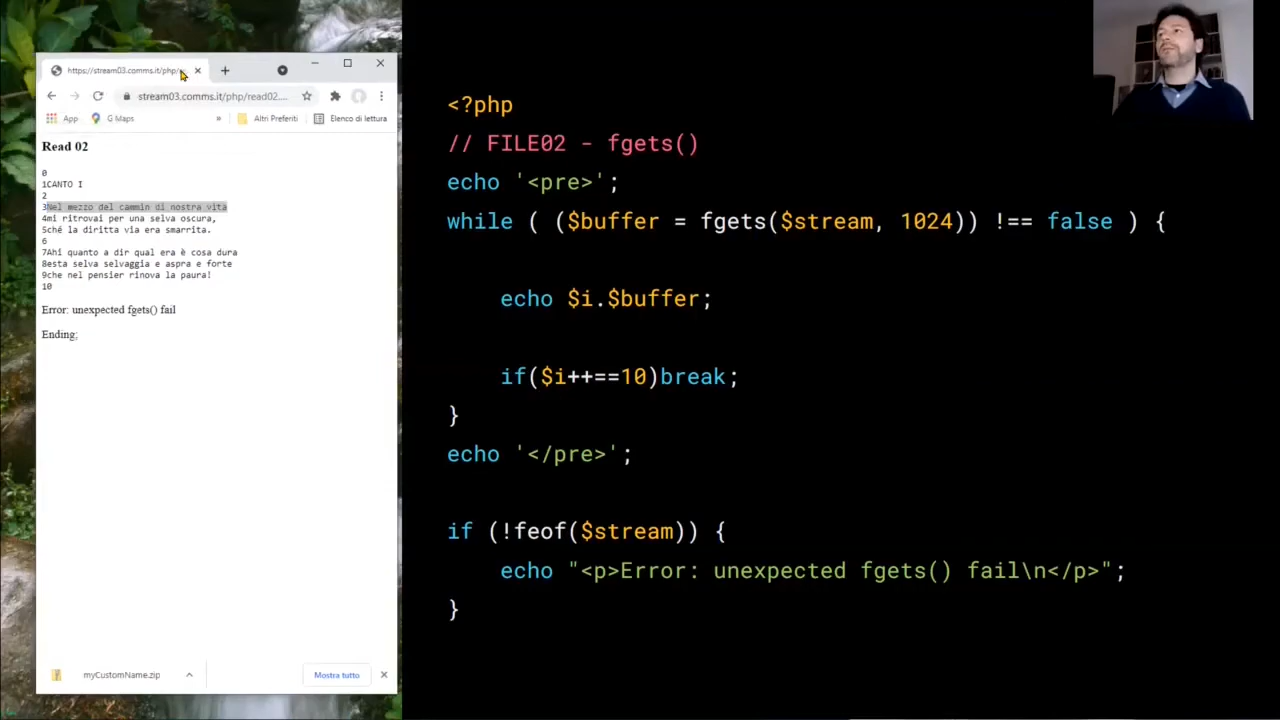 https://stream03.comms.it/php/
stream03.comms.it/php/read02....
App
G Maps
»
Altri Preferiti
Elenco di lettura
Read 02
0
1CANTO I
2
3Nel mezzo del cammin di nostra vita
4mi ritrovai per una selva oscura,
5ché la diritta via era smarrita.
6
7Ahi quanto a dir qual era è cosa dura
8esta selva selvaggia e aspra e forte
9che nel pensier rinova la paura!
10
Error: unexpected fgets() fail
Ending;
myCustomName.zip
Mostra tutto
<?php
// FILE02 - fgets()
echo '<pre>';
while ( ($buffer = fgets($stream, 1024)) !== false ) {
echo $i.$buffer;
if($i++==10)break;
}
echo '</pre>';
if (!feof($stream)) {
echo "<p>Error: unexpected fgets() fail\n</p>";
}